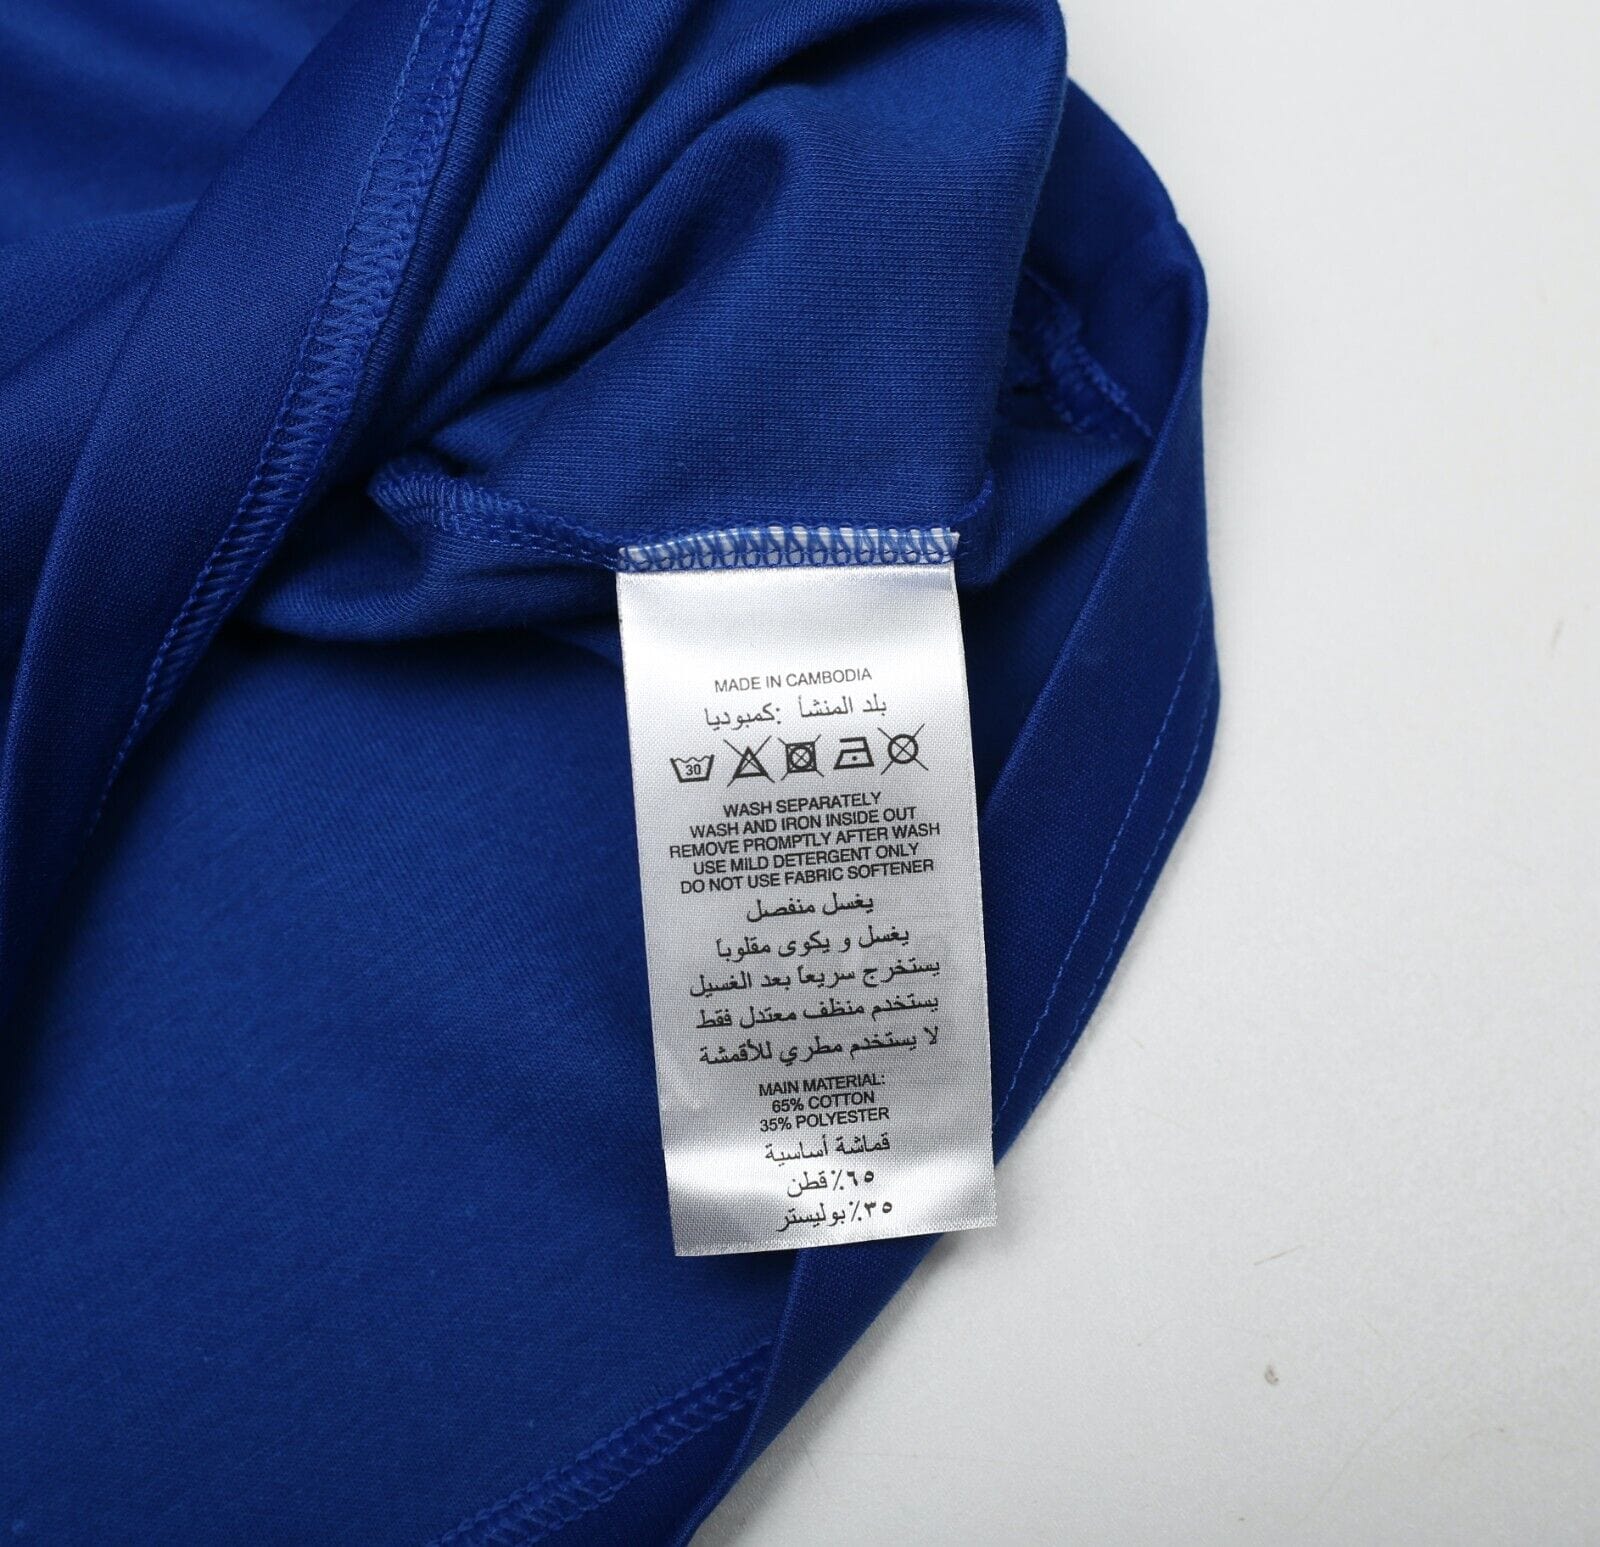 MADE IN CAMBODIA
بلد المنشأ :كمبوديا
30
WASH SEPARATELY
WASH AND IRON INSIDE OUT
REMOVE PROMPTLY AFTER WASH
USE MILD DETERGENT ONLY
DO NOT USE FABRIC SOFTENER
يغسل منفصل
يغسل و يكوى مقلوباً
يستخرج سريعاً بعد الغسيل
يستخدم منظف معتدل فقط
لا يستخدم مطري للأقمشة
MAIN MATERIAL:
65% COTTON
35% POLYESTER
قماشة أساسية
٦٥٪ قطن
٣٥٪ بوليستر